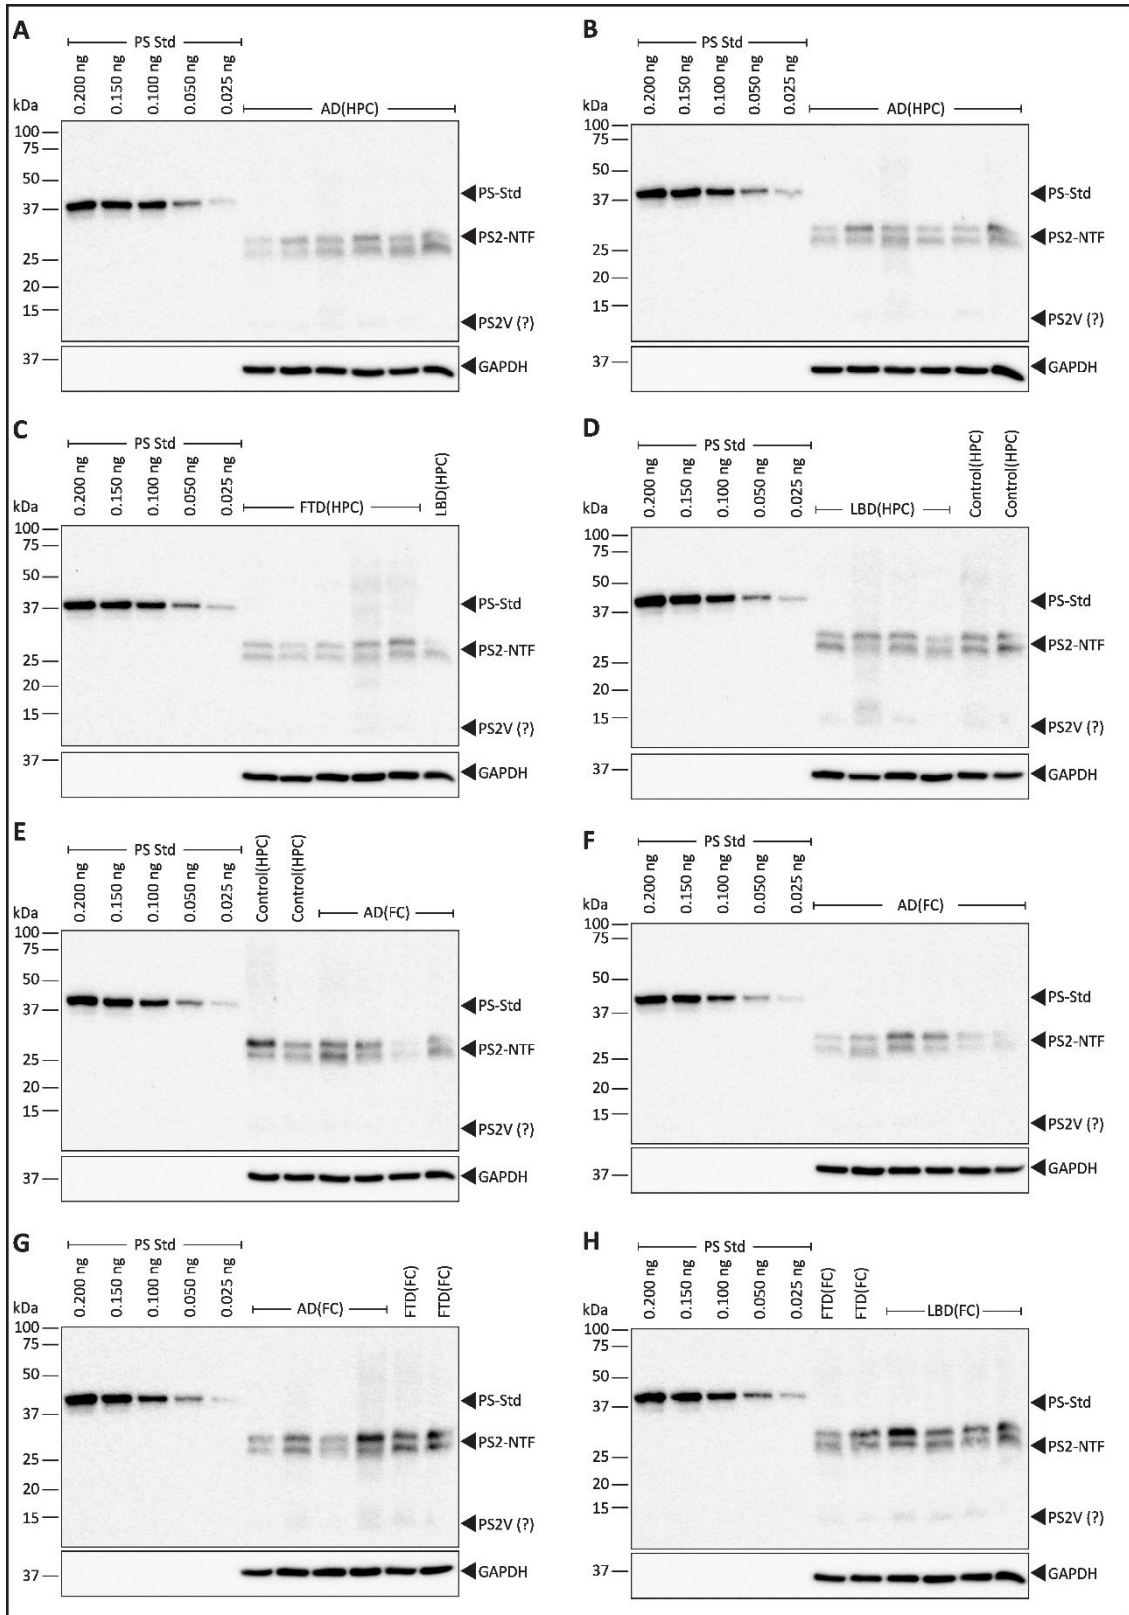 A
PS Std
0.200 ng
0.150 ng
0.100 ng
0.050 ng
0.025 ng
kDa
AD(HPC)
100
75
50
37
25
20
15
37
PS-Std
PS2-NTF
PS2V (?)
GAPDH
B
PS Std
0.200 ng
0.150 ng
0.100 ng
0.050 ng
0.025 ng
kDa
AD(HPC)
100
75
50
37
25
20
15
37
PS-Std
PS2-NTF
PS2V (?)
GAPDH
C
PS Std
0.200 ng
0.150 ng
0.100 ng
0.050 ng
0.025 ng
kDa
FTD(HPC)
LBD(HPC)
100
75
50
37
25
20
15
37
PS-Std
PS2-NTF
PS2V (?)
GAPDH
D
PS Std
0.200 ng
0.150 ng
0.100 ng
0.050 ng
0.025 ng
kDa
LBD(HPC)
Control(HPC)
Control(HPC)
100
75
50
37
25
20
15
37
PS-Std
PS2-NTF
PS2V (?)
GAPDH
E
PS Std
0.200 ng
0.150 ng
0.100 ng
0.050 ng
0.025 ng
kDa
Control(HPC)
Control(HPC)
AD(FC)
100
75
50
37
25
20
15
37
PS-Std
PS2-NTF
PS2V (?)
GAPDH
F
PS Std
0.200 ng
0.150 ng
0.100 ng
0.050 ng
0.025 ng
kDa
AD(FC)
100
75
50
37
25
20
15
37
PS-Std
PS2-NTF
PS2V (?)
GAPDH
G
PS Std
0.200 ng
0.150 ng
0.100 ng
0.050 ng
0.025 ng
kDa
AD(FC)
FTD(FC)
FTD(FC)
100
75
50
37
25
20
15
37
PS-Std
PS2-NTF
PS2V (?)
GAPDH
H
PS Std
0.200 ng
0.150 ng
0.100 ng
0.050 ng
0.025 ng
kDa
FTD(FC)
FTD(FC)
LBD(FC)
100
75
50
37
25
20
15
37
PS-Std
PS2-NTF
PS2V (?)
GAPDH